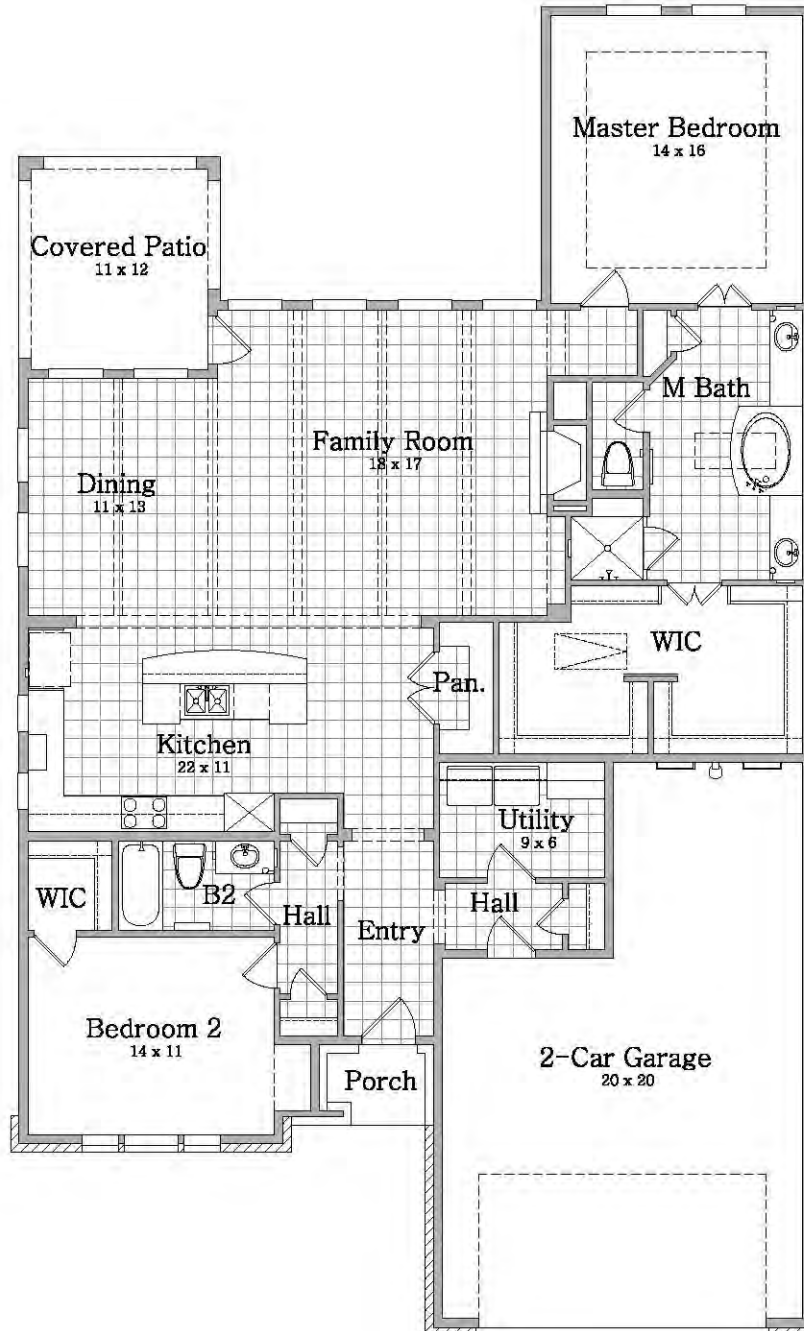 Master Bedroom
14 x 16
Covered Patio
11 x 12
M Bath
Family Room
18 x 17
Dining
11 x 13
WIC
Pan.
Kitchen
22 x 11
Utility
9 x 6
WIC
B2
Hall
Hall
Entry
Bedroom 2
14 x 11
2-Car Garage
20 x 20
Porch